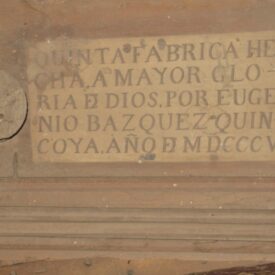 QUINTA FABRICA HE
CHA, A MAYOR GLO
RIA Đ DIOS, POR EUGE
NIO BAZQUEZ QUIN
COYA, AÑO Đ MDCCCV